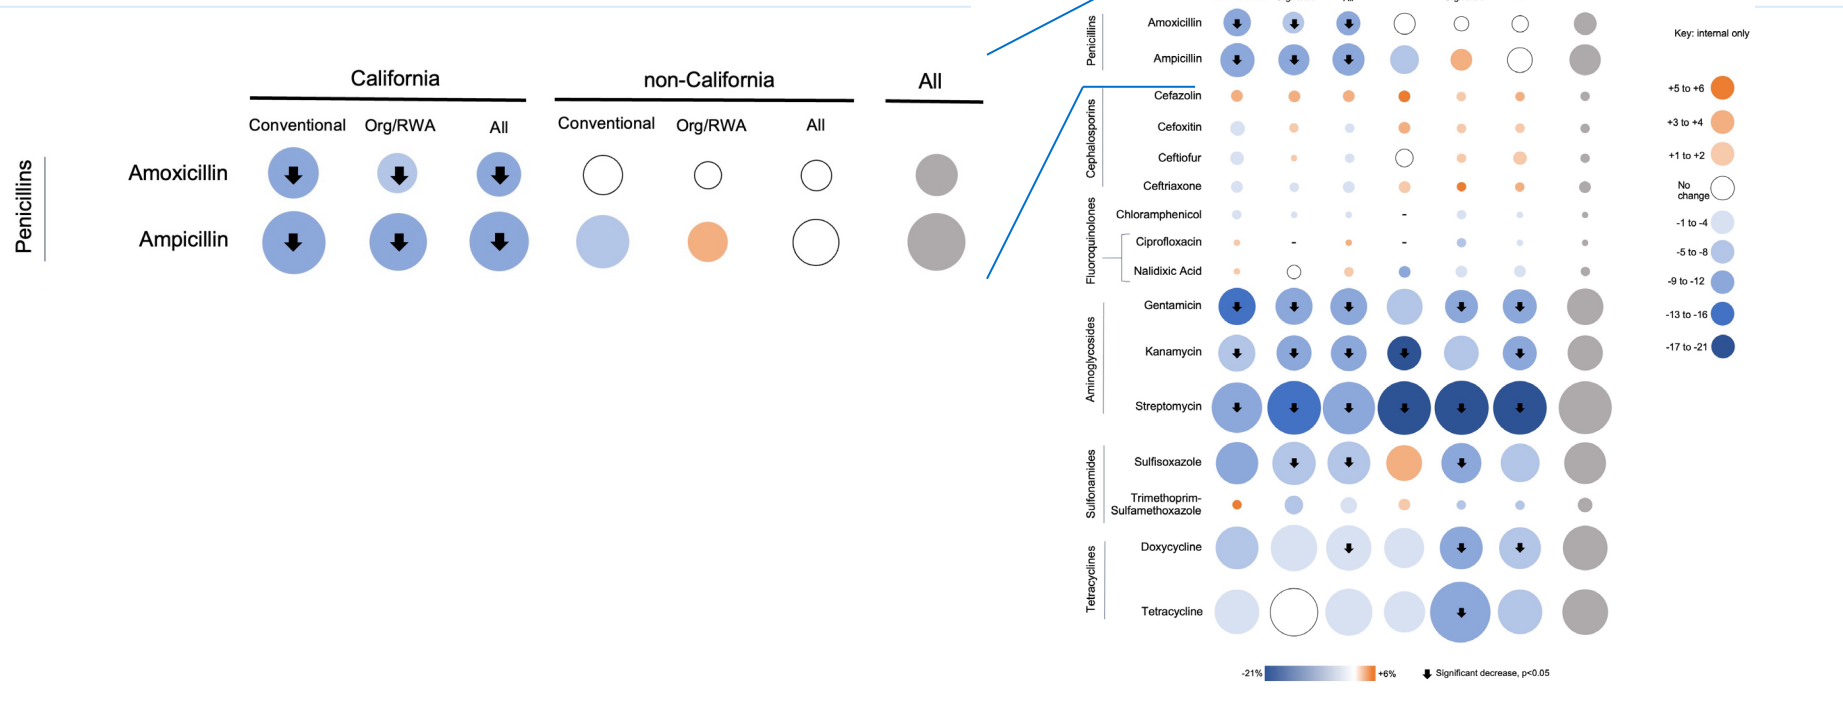 California
non-California
All
Conventional
Org/RWA
All
Conventional
Org/RWA
All
Penicillins
Amoxicillin
Ampicillin
Penicillins
Amoxicillin
Ampicillin
Cephalosporins
Cefazolin
Cefoxitin
Ceftiofur
Ceftriaxone
Chloramphenicol
-
Fluoroquinolones
Ciprofloxacin
- -
Nalidixic Acid
Aminoglycosides
Gentamicin
Kanamycin
Streptomycin
Sulfonamides
Sulfisoxazole
Trimethoprim-
Sulfamethoxazole
Tetracyclines
Doxycycline
Tetracycline
-21%
+6%
Significant decrease, p<0.05
Key: internal only
+5 to +6
+3 to +4
+1 to +2
No
change
-1 to -4
-5 to -8
-9 to -12
-13 to -16
-17 to -21